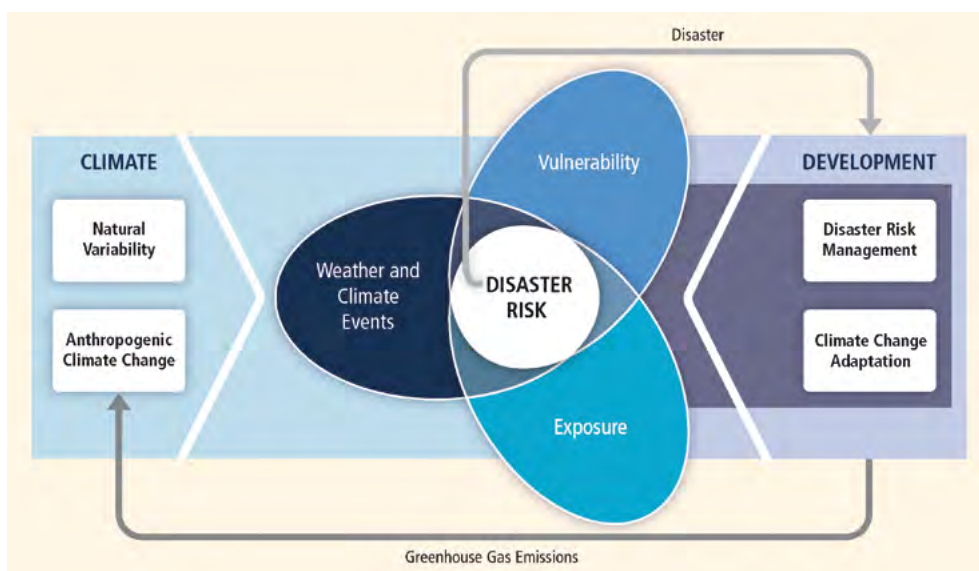 Disaster
CLIMATE
Natural
Variability
Anthropogenic
Climate Change
Weather and
Climate
Events
Vulnerability
DISASTER
RISK
Exposure
DEVELOPMENT
Disaster Risk
Management
Climate Change
Adaptation
Greenhouse Gas Emissions